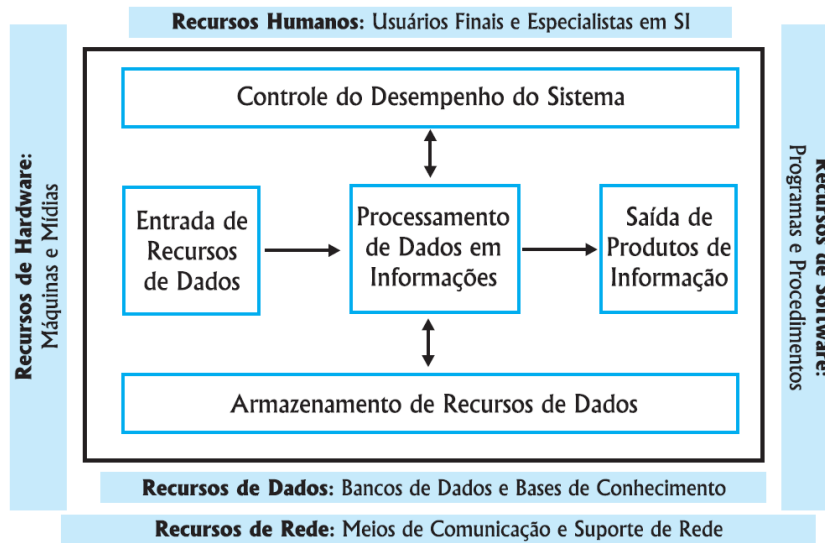 Recursos Humanos: Usuários Finais e Especialistas em SI
Controle do Desempenho do Sistema
Recursos de Hardware:
Máquinas e Mídias
Entrada de
Recursos
de Dados
Processamento
de Dados em
Informações
Saída de
Produtos de
Informação
Recursos de Software:
Programas e Procedimentos
Armazenamento de Recursos de Dados
Recursos de Dados: Bancos de Dados e Bases de Conhecimento
Recursos de Rede: Meios de Comunicação e Suporte de Rede